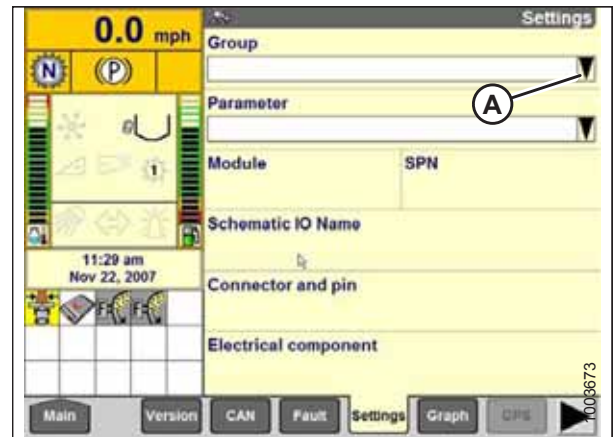 0.0 mph
Settings
Group
N
(P)
A
Parameter
1
Module
SPN
Schematic IO Name
11:29 am
Nov 22, 2007
Connector and pin
F
F
Electrical component
1003673
Main
Version
CAN
Fault
Settings
Graph
GPS